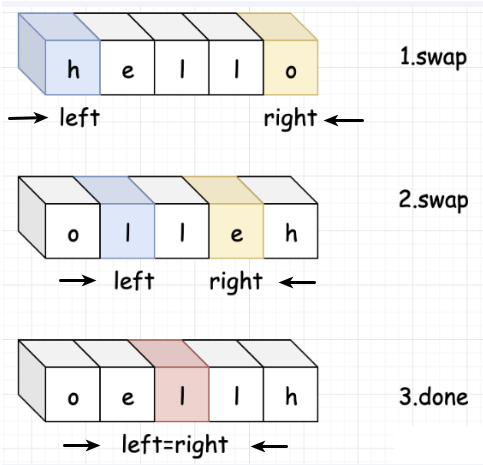 h e l l o
1.swap
left right
o l l e h
2.swap
left right
o e l l h
3.done
left=right